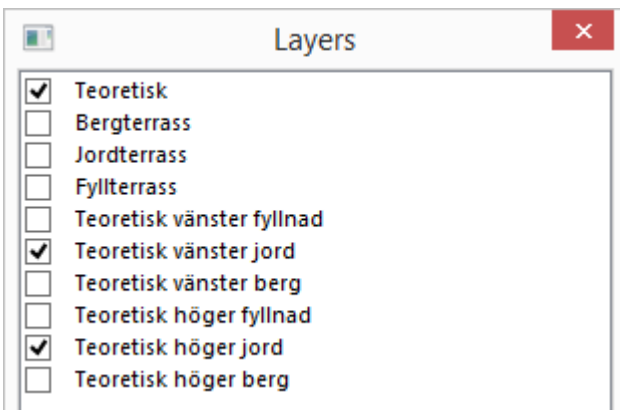 Layers
Teoretisk
Bergterrass
Jordterrass
Fyllterrass
Teoretisk vänster fyllnad
Teoretisk vänster jord
Teoretisk vänster berg
Teoretisk höger fyllnad
Teoretisk höger jord
Teoretisk höger berg